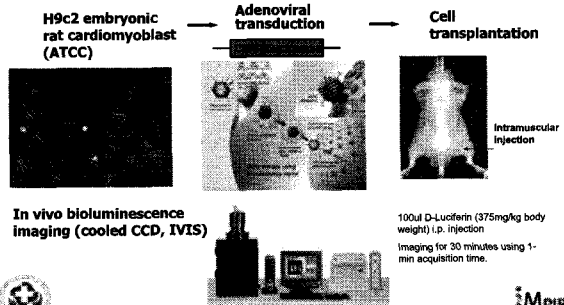 H9c2 embryonic
rat cardiomyoblast
(ATCC)
Adenoviral
transduction
Cell
transplantation
Intramuscular
injection
In vivo bioluminescence
imaging (cooled CCD, IVIS)
100ul D-Luciferin (375mg/kg body
weight) i.p. injection
Imaging for 30 minutes using 1-
min acquisition time.